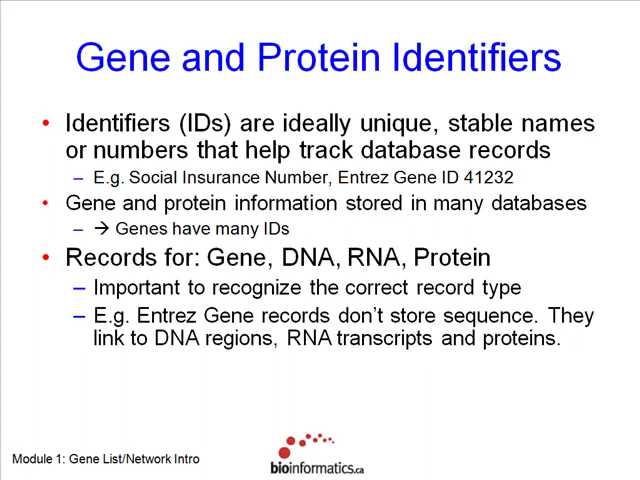 Gene and Protein Identifiers
• Identifiers (IDs) are ideally unique, stable names
or numbers that help track database records
– E.g. Social Insurance Number, Entrez Gene ID 41232
• Gene and protein information stored in many databases
– → Genes have many IDs
• Records for: Gene, DNA, RNA, Protein
– Important to recognize the correct record type
– E.g. Entrez Gene records don’t store sequence. They
link to DNA regions, RNA transcripts and proteins.
Module 1: Gene List/Network Intro
bioinformatics.ca